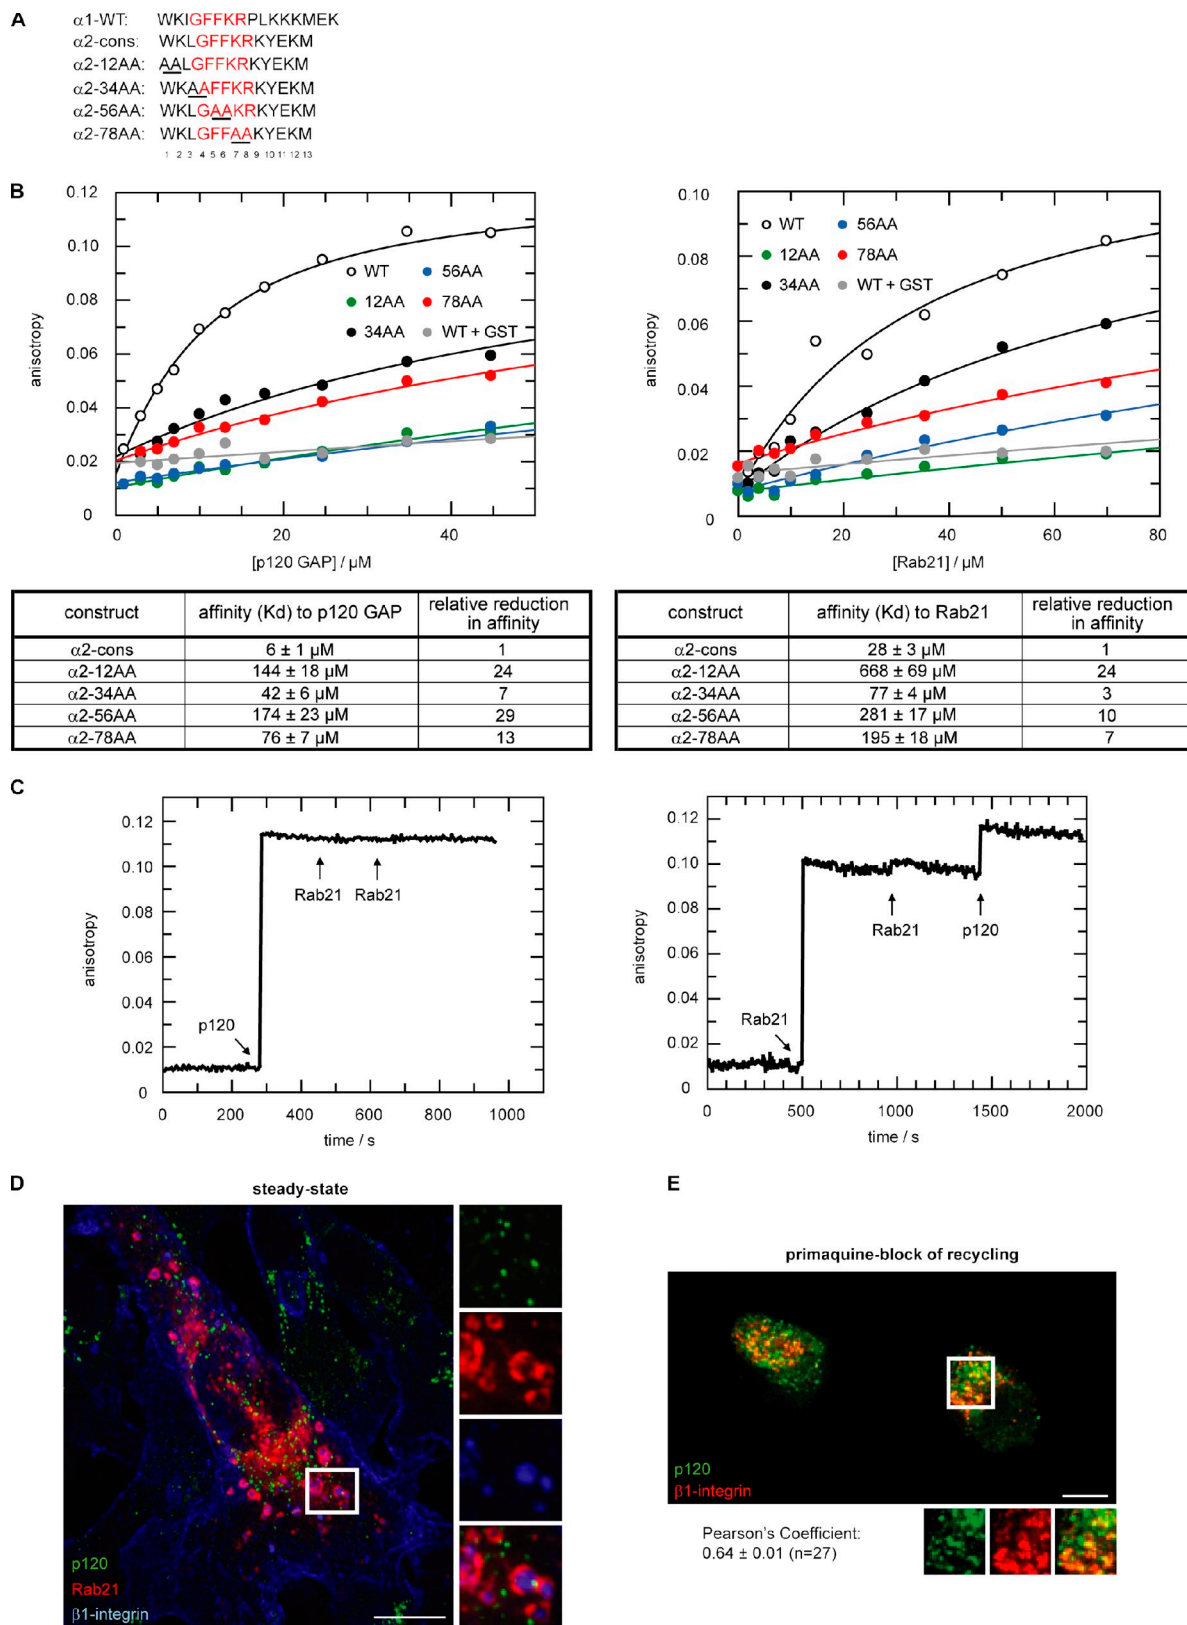 A
α1-WT: WKIGFFKRPLKKKMEK
α2-cons: WKLGFFKRKYEKM
α2-12AA: AALGFFKRKYEKM
α2-34AA: WKAAFFKRKYEKM
α2-56AA: WKLGAAKRKYEKM
α2-78AA: WKLGFFAAKYEKM
1 2 3 4 5 6 7 8 9 10 11 12 13
B
0.12
0.10
0.08
0.06
0.04
0.02
0
anisotropy
WT
12AA
34AA
56AA
78AA
WT + GST
0 20 40
[p120 GAP] / µM
0.10
0.08
0.06
0.04
0.02
0
anisotropy
WT
12AA
34AA
56AA
78AA
WT + GST
0 20 40 60 80
[Rab21] / µM
construct affinity (Kd) to p120 GAP relative reduction in affinity
α2-cons 6 ± 1 µM 1
α2-12AA 144 ± 18 µM 24
α2-34AA 42 ± 6 µM 7
α2-56AA 174 ± 23 µM 29
α2-78AA 76 ± 7 µM 13
construct affinity (Kd) to Rab21 relative reduction in affinity
α2-cons 28 ± 3 µM 1
α2-12AA 668 ± 69 µM 24
α2-34AA 77 ± 4 µM 3
α2-56AA 281 ± 17 µM 10
α2-78AA 195 ± 18 µM 7
C
0.12
0.10
0.08
0.06
0.04
0.02
0
anisotropy
p120
Rab21
Rab21
0 200 400 600 800 1000
time / s
0.12
0.10
0.08
0.06
0.04
0.02
0
anisotropy
Rab21
Rab21
p120
0 500 1000 1500 2000
time / s
D
steady-state
p120
Rab21
β1-integrin
E
primaquine-block of recycling
p120
β1-integrin
Pearson's Coefficient:
0.64 ± 0.01 (n=27)